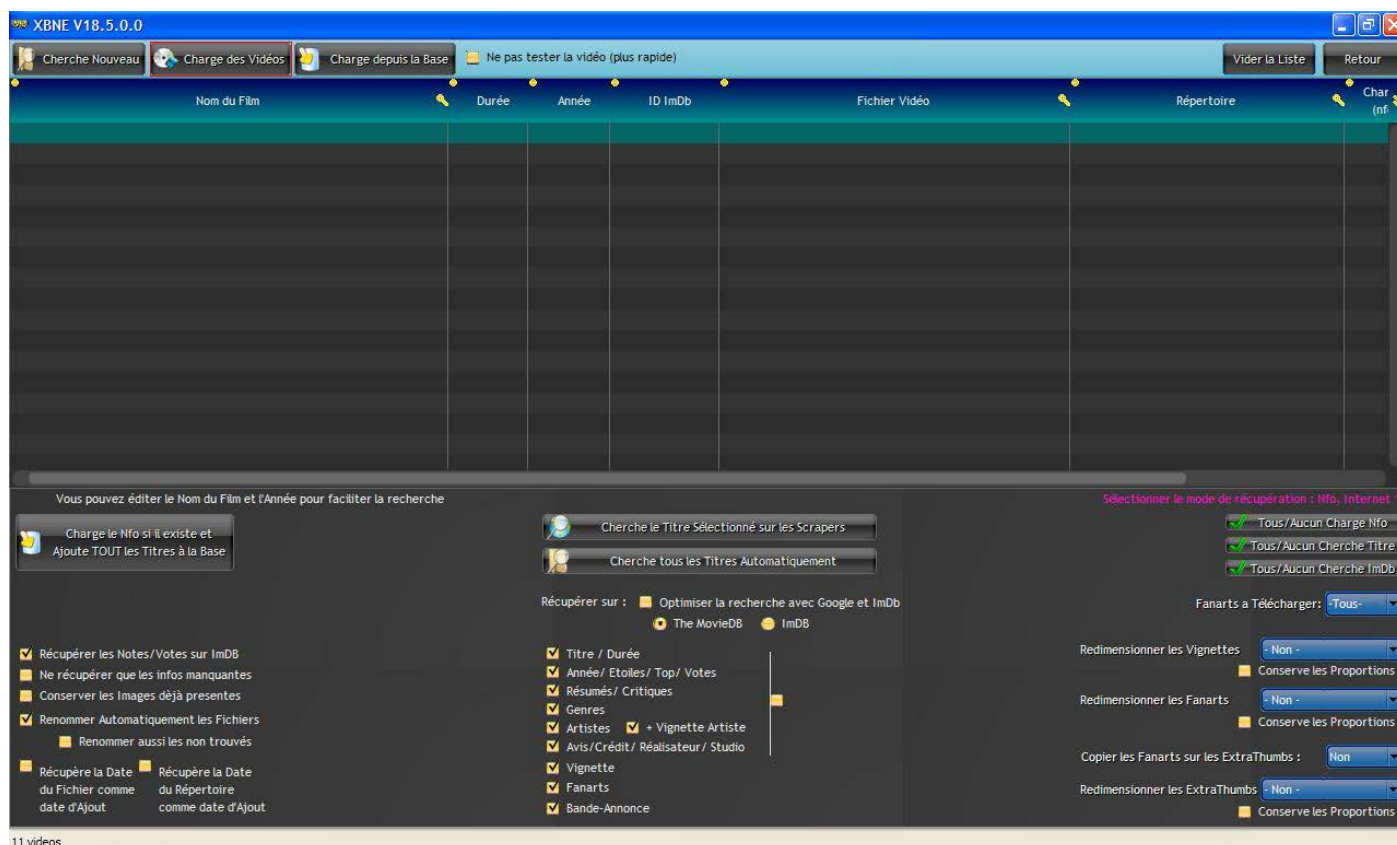 XBNE V18.5.0.0
Cherche Nouveau
Charge des Vidéos
Charge depuis la Base
Ne pas tester la vidéo (plus rapide)
Vider la Liste
Retour
Nom du Film
Durée
Année
ID ImDb
Fichier Vidéo
Répertoire
Char
(nf
Vous pouvez éditer le Nom du Film et l'Année pour faciliter la recherche
Sélectionner le mode de récupération : Nfo, Internet
Charge le Nfo si il existe et
Ajoute TOUT les Titres à la Base
Cherche le Titre Sélectionné sur les Scrapers
Cherche tous les Titres Automatiquement
Tous/Aucun Charge Nfo
Tous/Aucun Cherche Titre
Tous/Aucun Cherche ImDb
Récupérer sur :
Optimiser la recherche avec Google et ImDb
The MovieDB
ImDB
Fanarts a Télécharger:
-Tous-
Récupérer les Notes/Votes sur ImDB
Ne récupérer que les infos manquantes
Conserver les Images dèjà presentes
Renommer Automatiquement les Fichiers
Renommer aussi les non trouvés
Récupère la Date
du Fichier comme
date d'Ajout
Récupère la Date
du Répertoire
comme date d'Ajout
Titre / Durée
Année/ Etoiles/ Top/ Votes
Résumés/ Critiques
Genres
Artistes
+ Vignette Artiste
Avis/Crédit/ Réalisateur/ Studio
Vignette
Fanarts
Bande-Annonce
Redimensionner les Vignettes
- Non -
Conserve les Proportions
Redimensionner les Fanarts
- Non -
Conserve les Proportions
Copier les Fanarts sur les ExtraThumbs :
Non
Redimensionner les ExtraThumbs
- Non -
Conserve les Proportions
11 videos